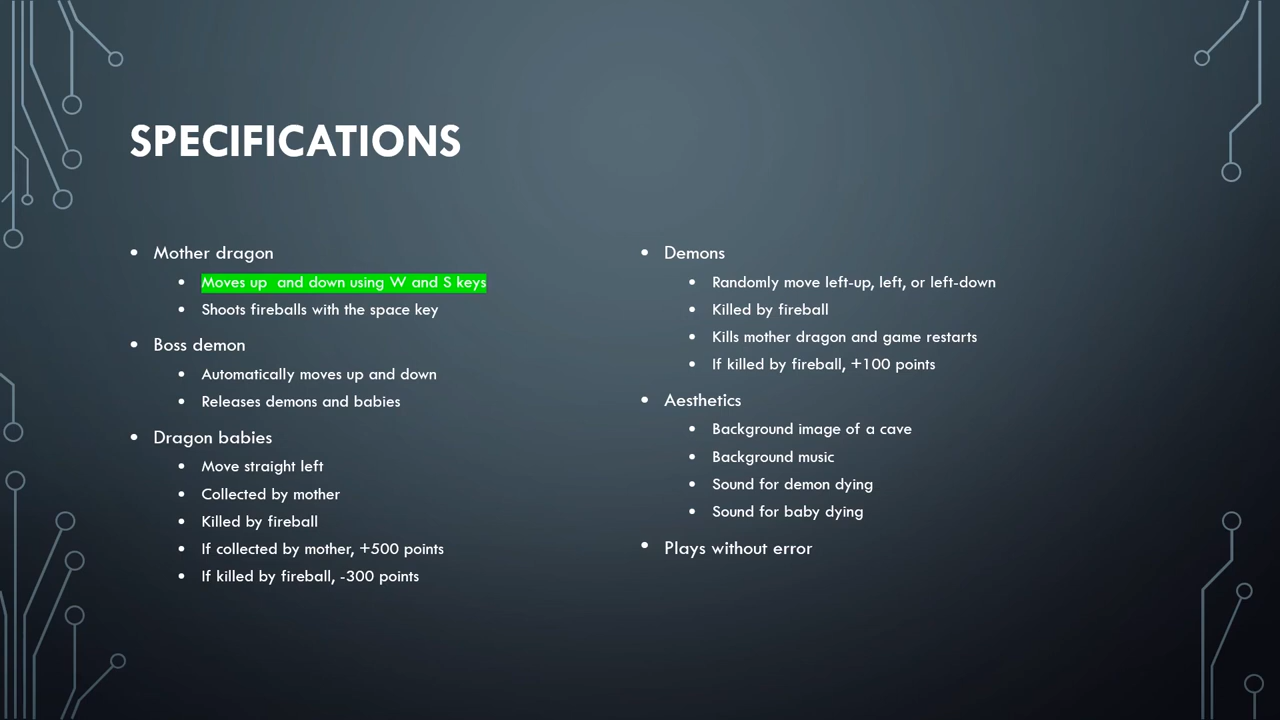 SPECIFICATIONS
• Mother dragon
• Moves up  and down using W and S keys
• Shoots fireballs with the space key
• Boss demon
• Automatically moves up and down
• Releases demons and babies
• Dragon babies
• Move straight left
• Collected by mother
• Killed by fireball
• If collected by mother, +500 points
• If killed by fireball, -300 points
• Demons
• Randomly move left-up, left, or left-down
• Killed by fireball
• Kills mother dragon and game restarts
• If killed by fireball, +100 points
• Aesthetics
• Background image of a cave
• Background music
• Sound for demon dying
• Sound for baby dying
• Plays without error